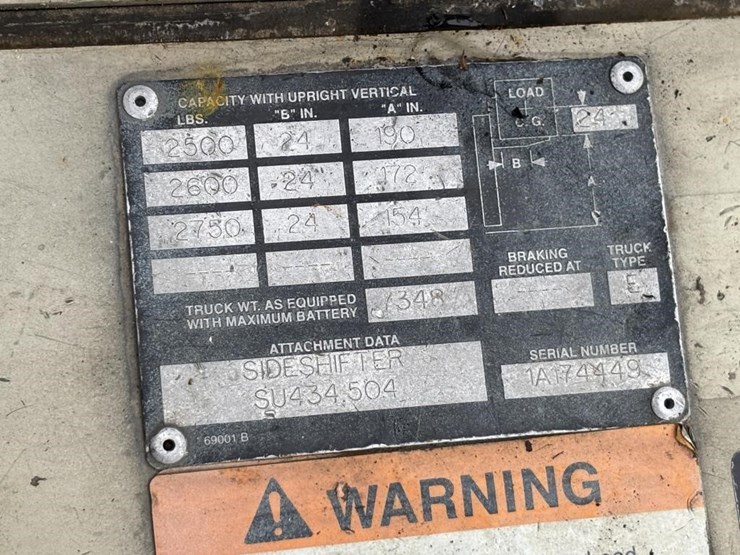 CAPACITY WITH UPRIGHT VERTICAL
LBS. "B" IN. "A" IN.
2500 24 190
2600 24 172
2750 24 154
---- --- ---
LOAD
C.G. 24
B
A
BRAKING
REDUCED AT
TRUCK
TYPE
---
E
TRUCK WT. AS EQUIPPED
WITH MAXIMUM BATTERY
7348
ATTACHMENT DATA
SIDESHIFTER
SU434,504
SERIAL NUMBER
1A174449
69001 B
WARNING